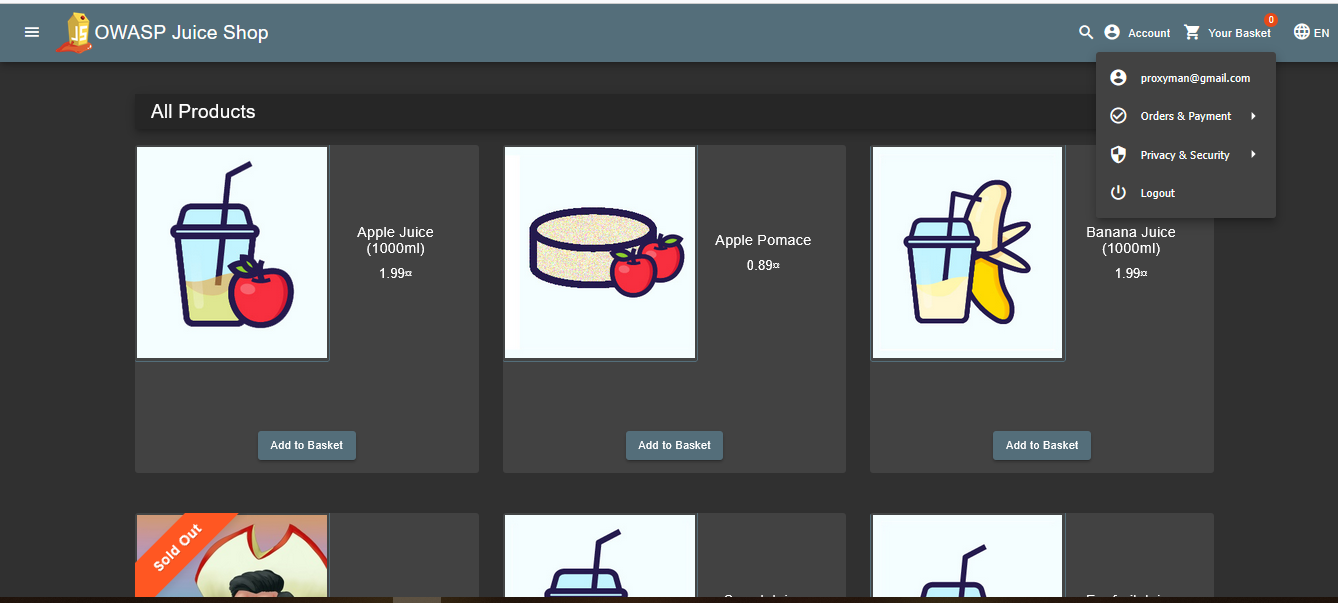 OWASP Juice Shop
Account
Your Basket
0
EN
proxyman@gmail.com
Orders & Payment
Privacy & Security
Logout
All Products
Apple Juice
(1000ml)
1.99¤
Apple Pomace
0.89¤
Banana Juice
(1000ml)
1.99¤
Add to Basket
Add to Basket
Add to Basket
Sold Out